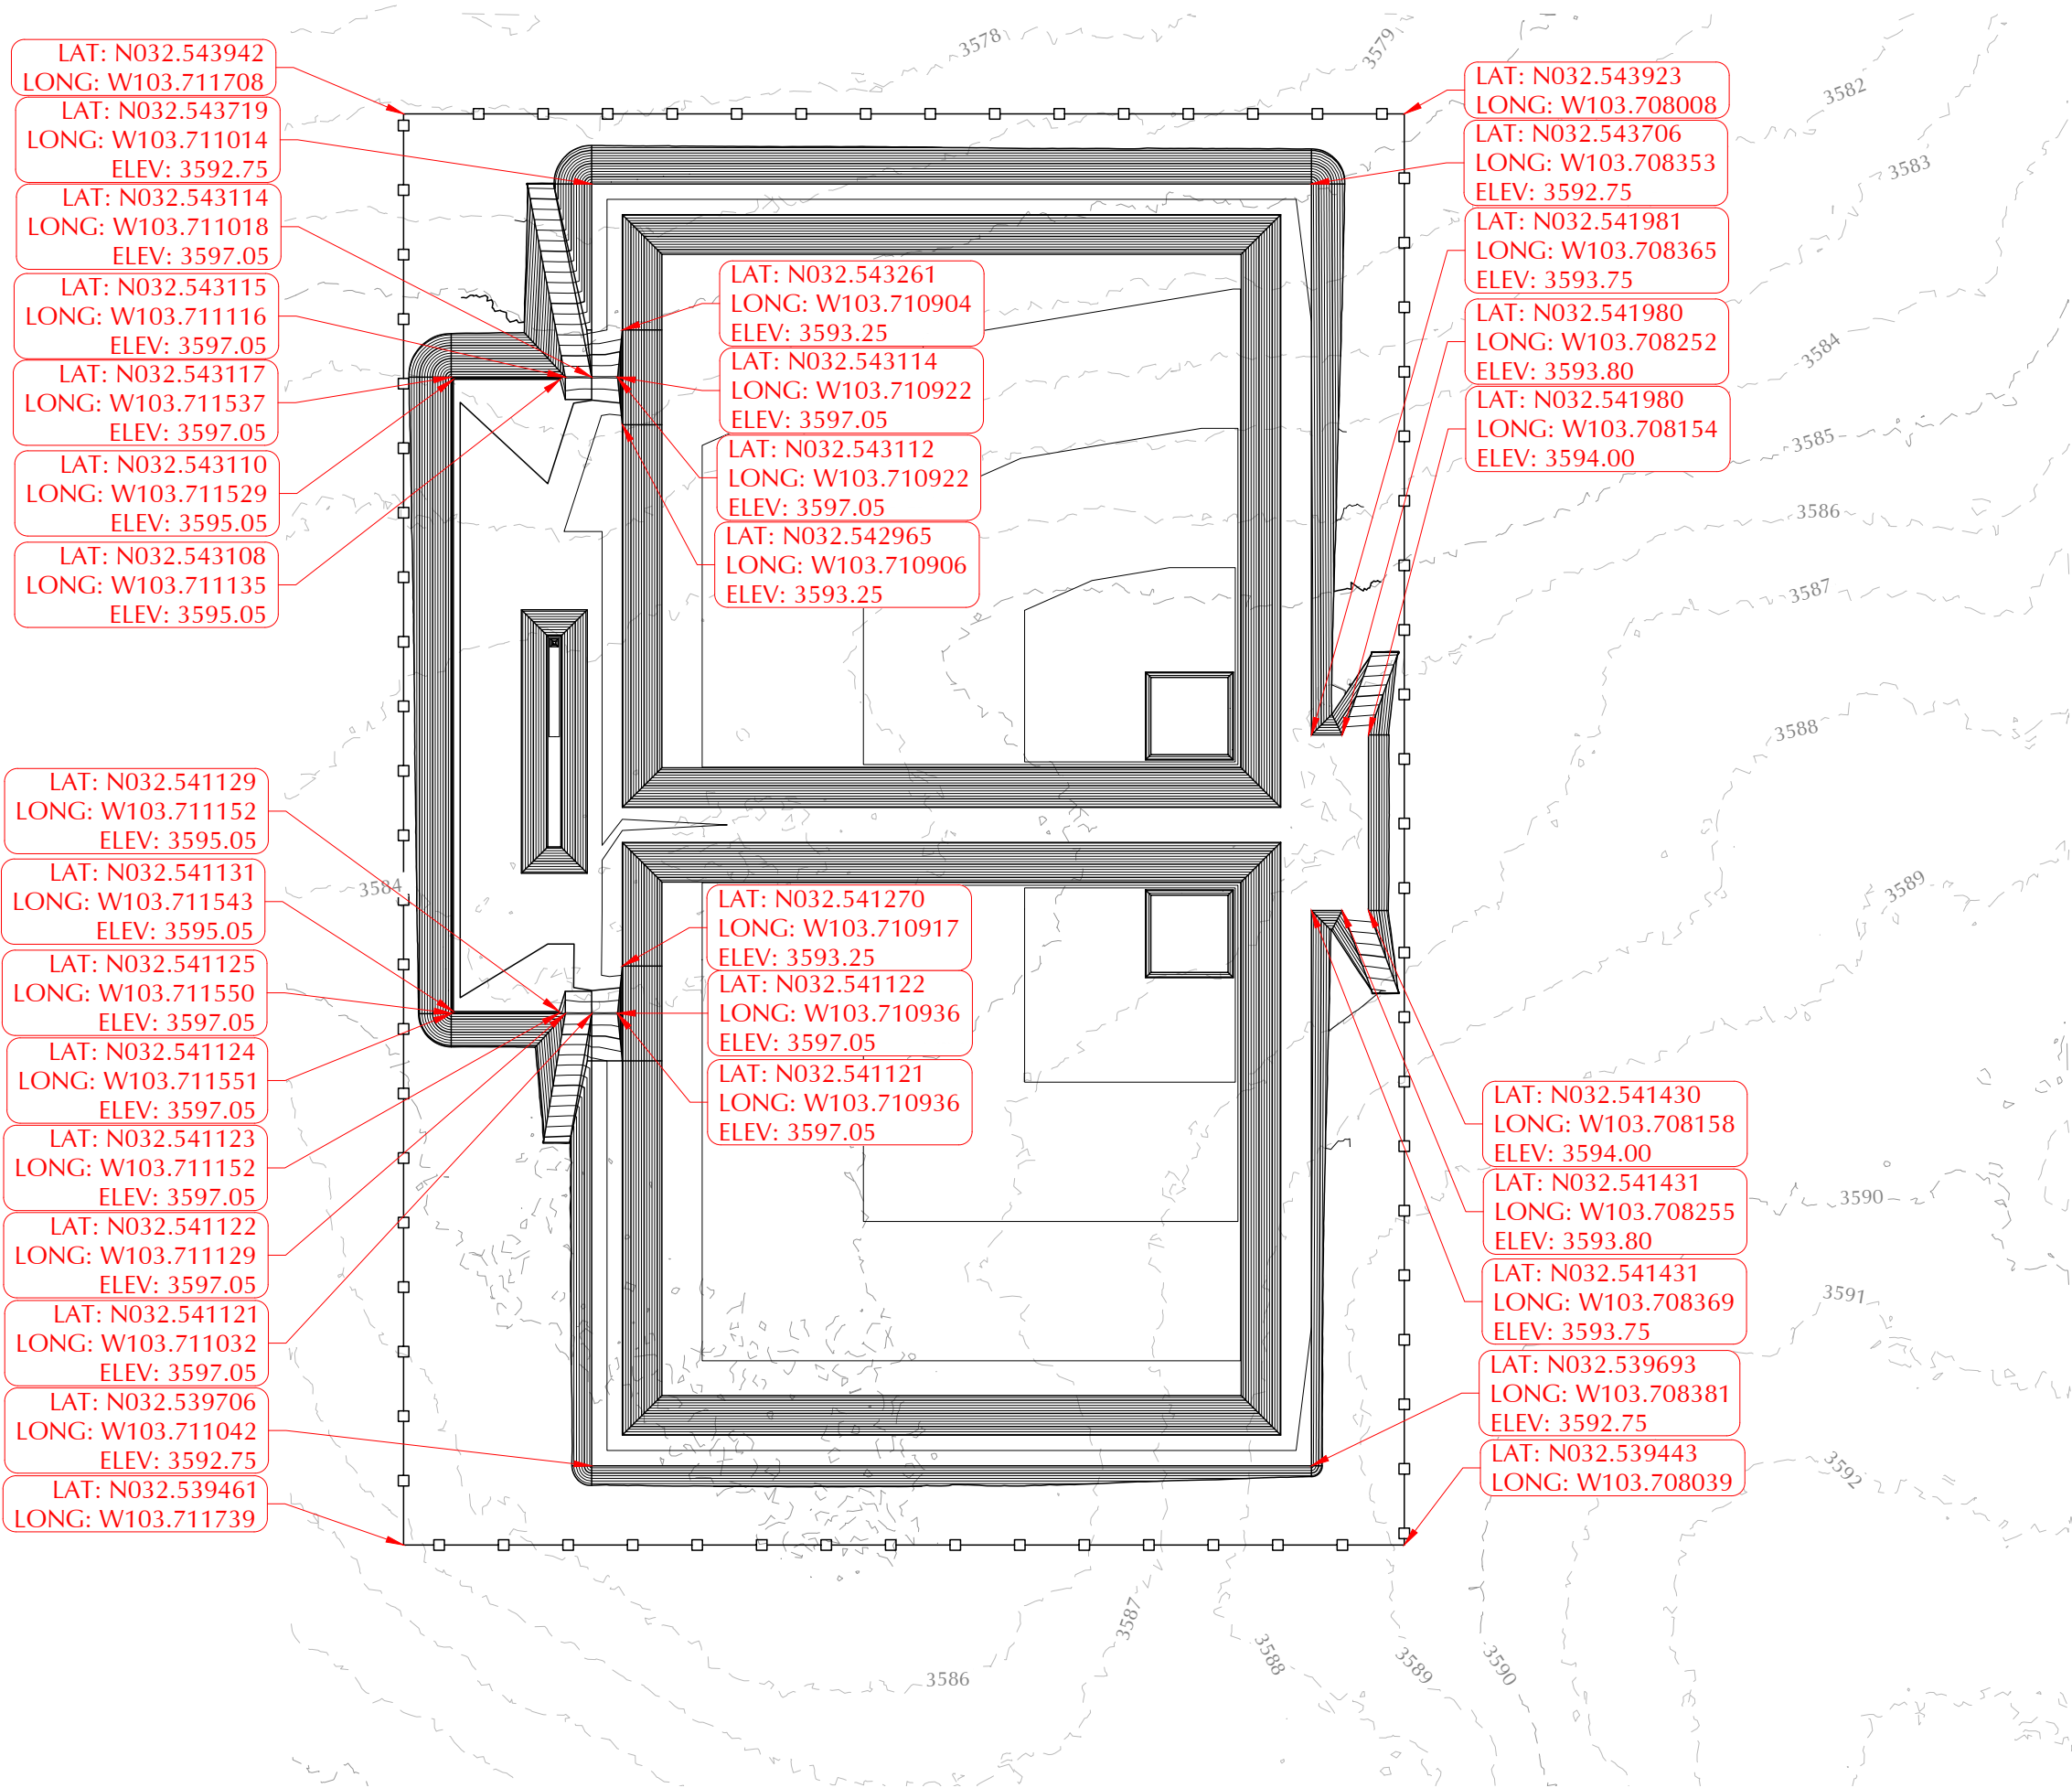 LAT: N032.543942
LONG: W103.711708
LAT: N032.543719
LONG: W103.711014
ELEV: 3592.75
LAT: N032.543114
LONG: W103.711018
ELEV: 3597.05
LAT: N032.543115
LONG: W103.711116
ELEV: 3597.05
LAT: N032.543117
LONG: W103.711537
ELEV: 3597.05
LAT: N032.543110
LONG: W103.711529
ELEV: 3595.05
LAT: N032.543108
LONG: W103.711135
ELEV: 3595.05
LAT: N032.541129
LONG: W103.711152
ELEV: 3595.05
LAT: N032.541131
LONG: W103.711543
ELEV: 3595.05
LAT: N032.541125
LONG: W103.711550
ELEV: 3597.05
LAT: N032.541124
LONG: W103.711551
ELEV: 3597.05
LAT: N032.541123
LONG: W103.711152
ELEV: 3597.05
LAT: N032.541122
LONG: W103.711129
ELEV: 3597.05
LAT: N032.541121
LONG: W103.711032
ELEV: 3597.05
LAT: N032.539706
LONG: W103.711042
ELEV: 3592.75
LAT: N032.539461
LONG: W103.711739
LAT: N032.543261
LONG: W103.710904
ELEV: 3593.25
LAT: N032.543114
LONG: W103.710922
ELEV: 3597.05
LAT: N032.543112
LONG: W103.710922
ELEV: 3597.05
LAT: N032.542965
LONG: W103.710906
ELEV: 3593.25
LAT: N032.541270
LONG: W103.710917
ELEV: 3593.25
LAT: N032.541122
LONG: W103.710936
ELEV: 3597.05
LAT: N032.541121
LONG: W103.710936
ELEV: 3597.05
LAT: N032.543923
LONG: W103.708008
LAT: N032.543706
LONG: W103.708353
ELEV: 3592.75
LAT: N032.541981
LONG: W103.708365
ELEV: 3593.75
LAT: N032.541980
LONG: W103.708252
ELEV: 3593.80
LAT: N032.541980
LONG: W103.708154
ELEV: 3594.00
LAT: N032.541430
LONG: W103.708158
ELEV: 3594.00
LAT: N032.541431
LONG: W103.708255
ELEV: 3593.80
LAT: N032.541431
LONG: W103.708369
ELEV: 3593.75
LAT: N032.539693
LONG: W103.708381
ELEV: 3592.75
LAT: N032.539443
LONG: W103.708039
3578
3579
3582
3583
3584
3585
3586
3587
3588
3589
3590
3591
3592
3584
3586
3587
3588
3589
3590